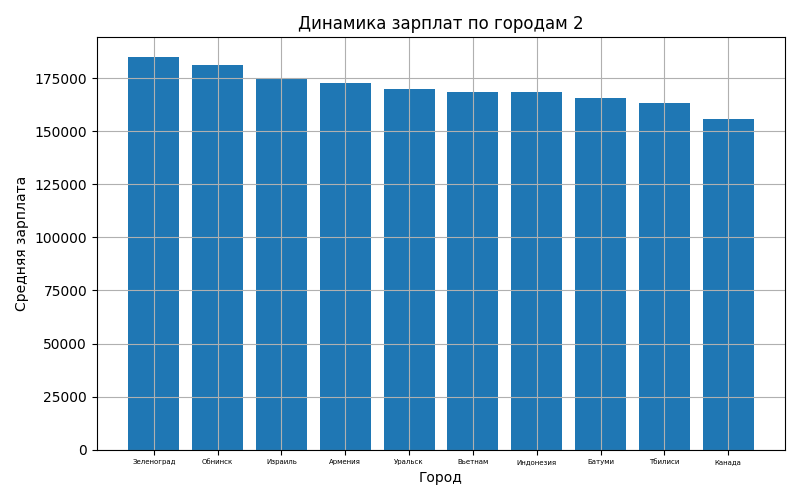 Динамика зарплат по городам 2
Средняя зарплата
175000
150000
125000
100000
75000
50000
25000
0
Зеленоград Обнинск Израиль Армения Уральск Вьетнам Индонезия Батуми Тбилиси Канада
Город